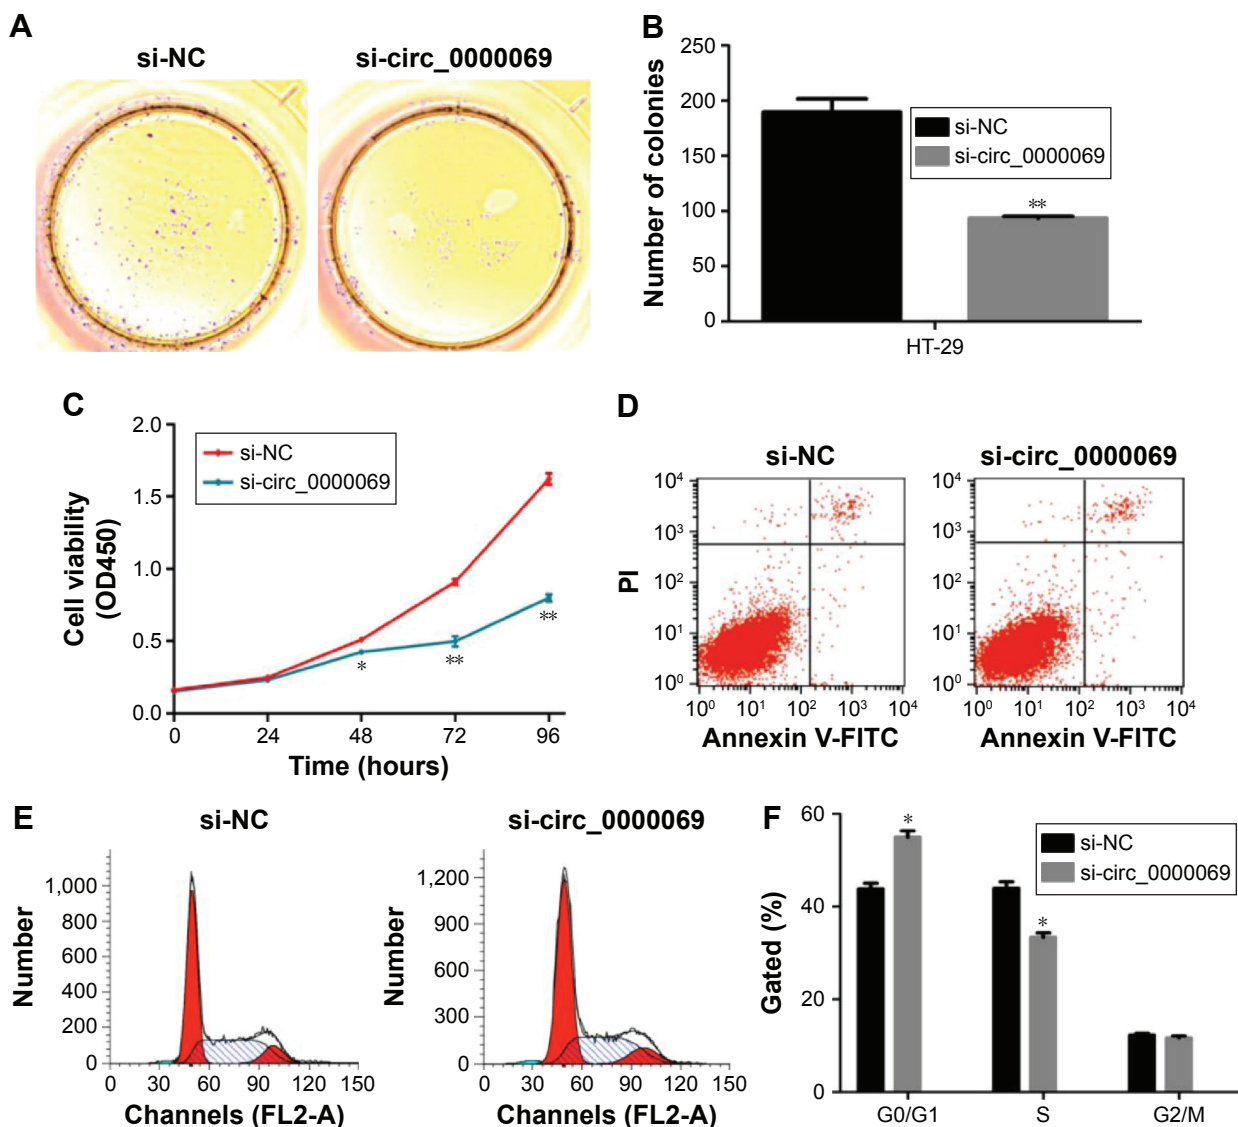 A
si-NC
si-circ_0000069
B
Number of colonies
250
200
150
100
50
0
si-NC
si-circ_0000069
**
HT-29
C
Cell viability
(OD450)
2.0
1.5
1.0
0.5
0.0
si-NC
si-circ_0000069
*
**
**
0 24 48 72 96
Time (hours)
D
si-NC
si-circ_0000069
PI
10⁴
10³
10²
10¹
10⁰
10⁰ 10¹ 10² 10³ 10⁴
Annexin V-FITC
10⁴
10³
10²
10¹
10⁰
10⁰ 10¹ 10² 10³ 10⁴
Annexin V-FITC
E
si-NC
Number
1,000
800
600
400
200
0
0 30 60 90 120 150
Channels (FL2-A)
si-circ_0000069
Number
1,200
900
600
300
0
0 30 60 90 120 150
Channels (FL2-A)
F
Gated (%)
60
40
20
0
si-NC
si-circ_0000069
*
*
G0/G1 S G2/M